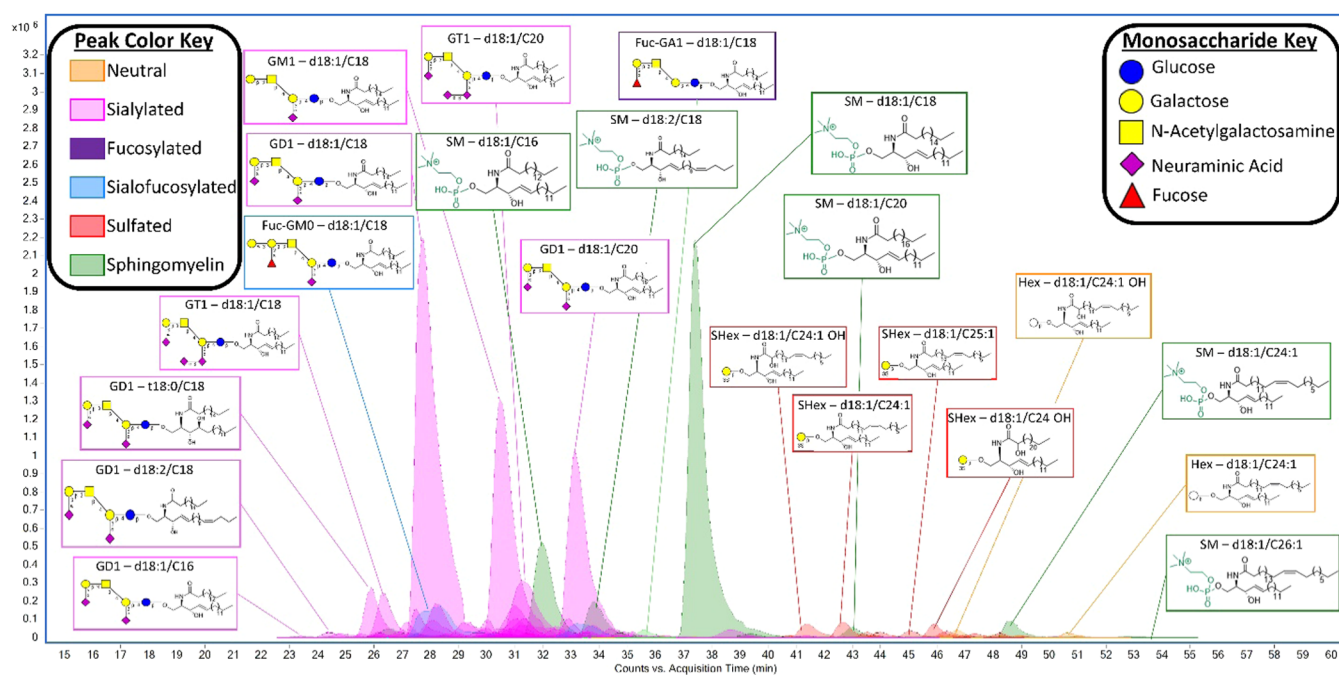 x10 6
3.2
3.1
3
2.9
2.8
2.7
2.6
2.5
2.4
2.3
2.2
2.1
2
1.9
1.8
1.7
1.6
1.5
1.4
1.3
1.2
1.1
1
0.9
0.8
0.7
0.6
0.5
0.4
0.3
0.2
0.1
0
Peak Color Key
Neutral
Sialylated
Fucosylated
Sialofucosylated
Sulfated
Sphingomyelin
Monosaccharide Key
Glucose
Galactose
N-Acetylgalactosamine
Neuraminic Acid
Fucose
GM1 – d18:1/C18
GT1 – d18:1/C20
Fuc-GA1 – d18:1/C18
GD1 – d18:1/C18
SM – d18:1/C16
SM – d18:2/C18
SM – d18:1/C18
Fuc-GM0 – d18:1/C18
GD1 – d18:1/C20
SM – d18:1/C20
GT1 – d18:1/C18
SHex – d18:1/C24:1 OH
SHex – d18:1/C25:1
Hex – d18:1/C24:1 OH
GD1 – t18:0/C18
SHex – d18:1/C24:1
SHex – d18:1/C24 OH
SM – d18:1/C24:1
GD1 – d18:2/C18
Hex – d18:1/C24:1
GD1 – d18:1/C16
SM – d18:1/C26:1
15 16 17 18 19 20 21 22 23 24 25 26 27 28 29 30 31 32 33 34 35 36 37 38 39 40 41 42 43 44 45 46 47 48 49 50 51 52 53 54 55 56 57 58 59 60
Counts vs. Acquisition Time (min)